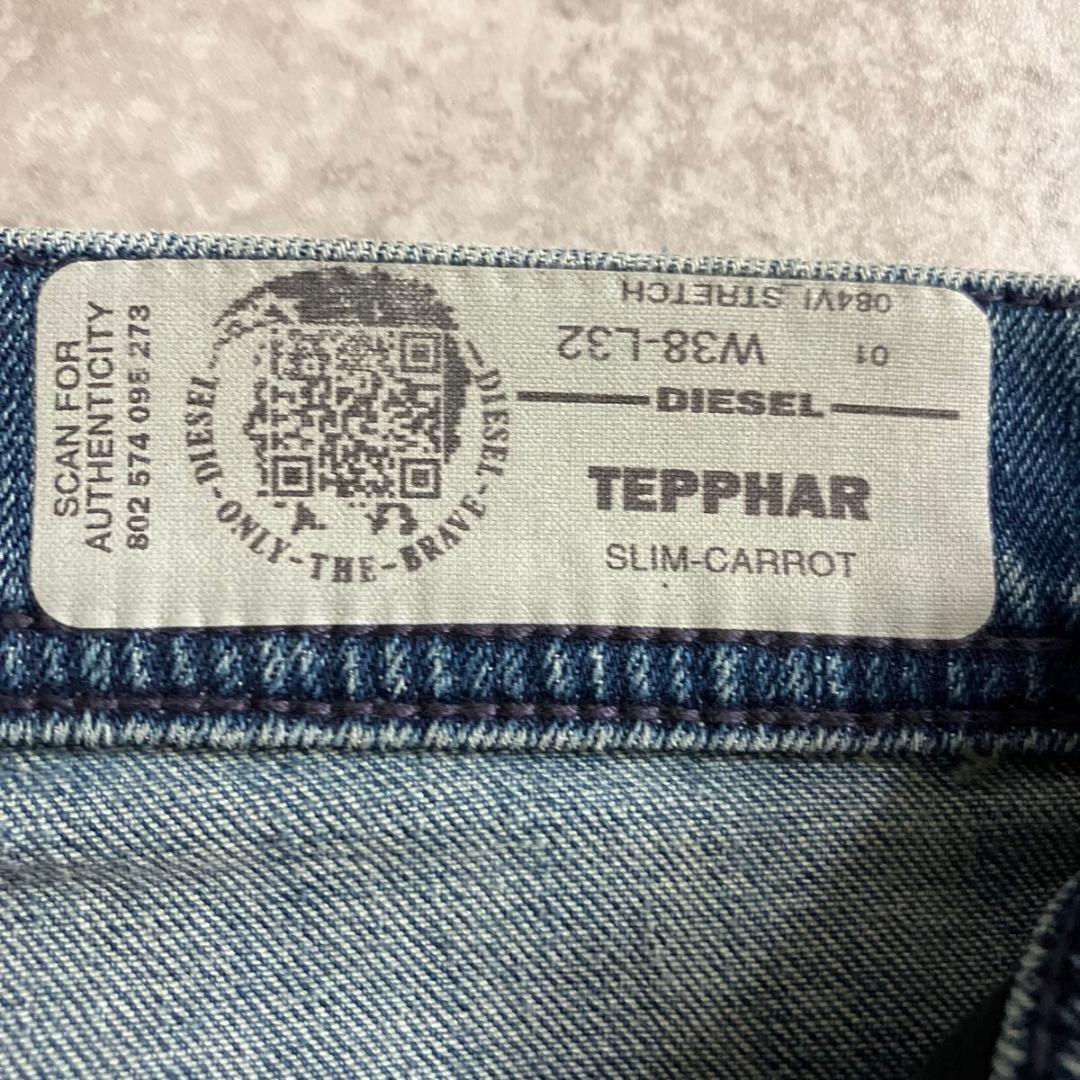 SCAN FOR
AUTHENTICITY
802 574 095 273
DIESEL-ONLY-THE-BRAVE-DIESEL
084VI STRETCH
01 W38-L32
DIESEL
TEPPHAR
SLIM-CARROT